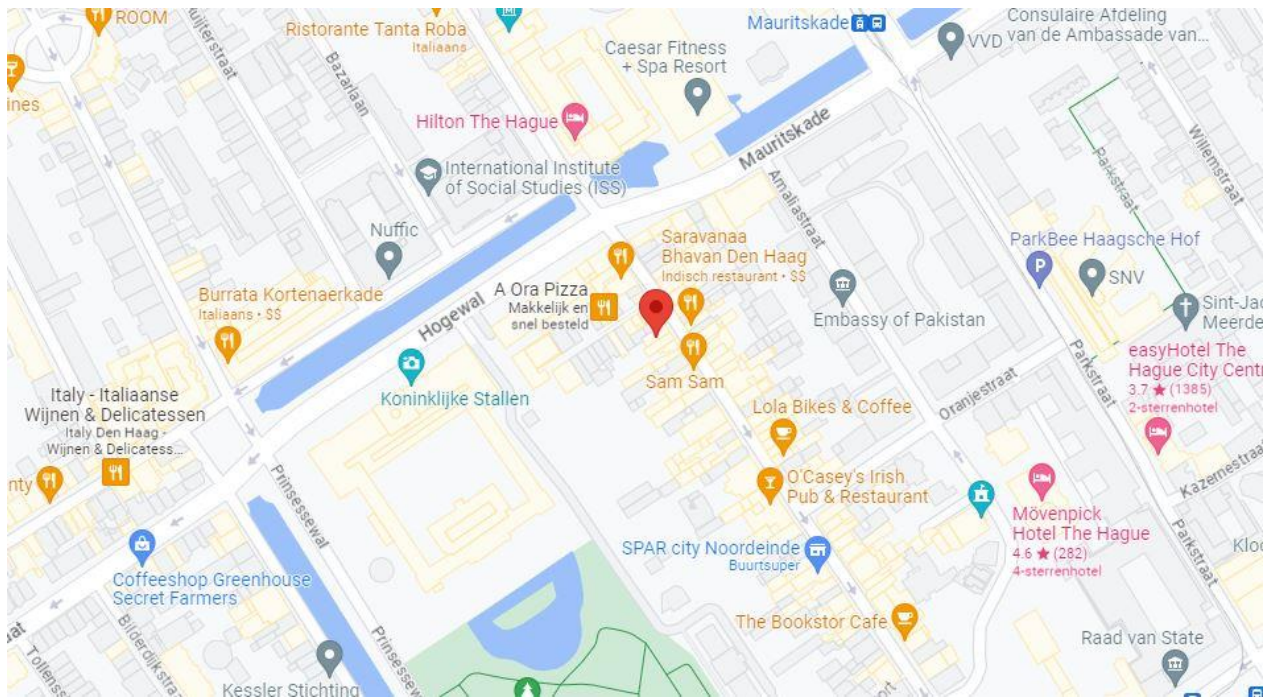 ROOM
Ristorante Tanta Roba
Italiaans
Bazarlaan
Mauritskade
Consulaire Afdeling
van de Ambassade van...
VVD
Caesar Fitness
+ Spa Resort
ines
Hilton The Hague
Mauritskade
Willemstraat
Parkstraat
International Institute
of Social Studies (ISS)
Amaliastraat
Nuffic
Saravanaa
Bhavan Den Haag
Indisch restaurant • $$
ParkBee Haagsche Hof
P
SNV
Burrata Kortenaerkade
Italiaans • $$
A Ora Pizza
Makkelijk en
snel besteld
Hogewal
Embassy of Pakistan
Sint-Jac
Meerde
Sam Sam
Parkstraat
easyHotel The
Hague City Centr
3.7 ★ (1385)
2-sterrenhotel
Koninklijke Stallen
Italy - Italiaanse
Wijnen & Delicatessen
Italy Den Haag -
Wijnen & Delicatess...
Lola Bikes & Coffee
Oranjestraat
nty
Prinsessewal
O'Casey's Irish
Pub & Restaurant
Kazernestraat
Mövenpick
Hotel The Hague
4.6 ★ (282)
4-sterrenhotel
SPAR city Noordeinde
Buurtsuper
Parkstraat
Kloo
Coffeeshop Greenhouse
Secret Farmers
The Bookstor Cafe
aat
Bilderdijkstra
Prinsessew
Raad van State
Kessler Stichting